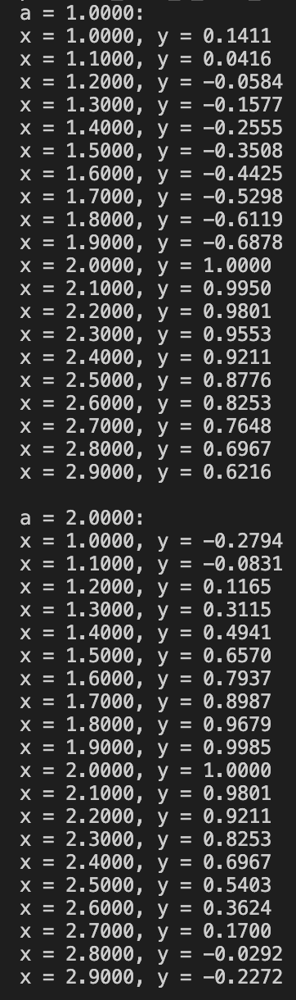 a = 1.0000:
x = 1.0000, y = 0.1411
x = 1.1000, y = 0.0416
x = 1.2000, y = −0.0584
x = 1.3000, y = −0.1577
x = 1.4000, y = −0.2555
x = 1.5000, y = −0.3508
x = 1.6000, y = −0.4425
x = 1.7000, y = −0.5298
x = 1.8000, y = −0.6119
x = 1.9000, y = −0.6878
x = 2.0000, y = 1.0000
x = 2.1000, y = 0.9950
x = 2.2000, y = 0.9801
x = 2.3000, y = 0.9553
x = 2.4000, y = 0.9211
x = 2.5000, y = 0.8776
x = 2.6000, y = 0.8253
x = 2.7000, y = 0.7648
x = 2.8000, y = 0.6967
x = 2.9000, y = 0.6216

a = 2.0000:
x = 1.0000, y = −0.2794
x = 1.1000, y = −0.0831
x = 1.2000, y = 0.1165
x = 1.3000, y = 0.3115
x = 1.4000, y = 0.4941
x = 1.5000, y = 0.6570
x = 1.6000, y = 0.7937
x = 1.7000, y = 0.8987
x = 1.8000, y = 0.9679
x = 1.9000, y = 0.9985
x = 2.0000, y = 1.0000
x = 2.1000, y = 0.9801
x = 2.2000, y = 0.9211
x = 2.3000, y = 0.8253
x = 2.4000, y = 0.6967
x = 2.5000, y = 0.5403
x = 2.6000, y = 0.3624
x = 2.7000, y = 0.1700
x = 2.8000, y = −0.0292
x = 2.9000, y = −0.2272